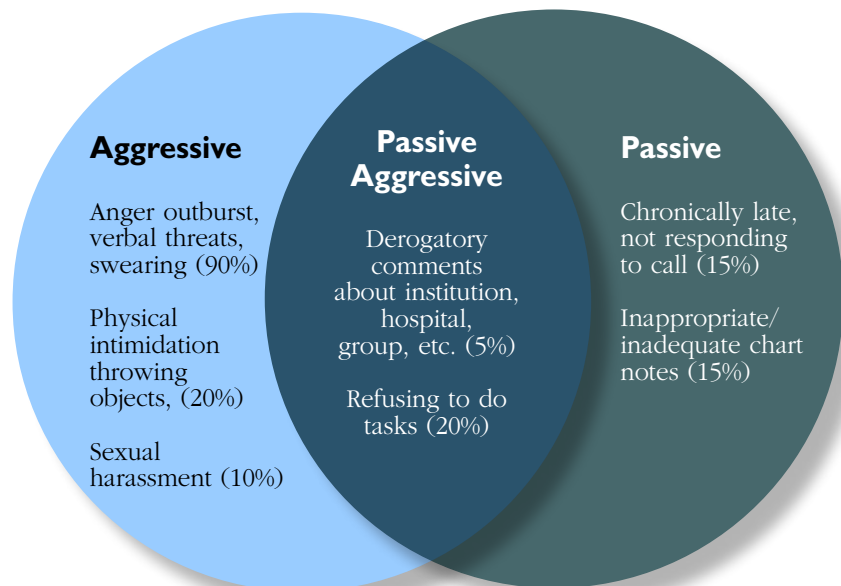 Aggressive
Anger outburst,
verbal threats,
swearing (90%)
Physical
intimidation
throwing
objects, (20%)
Sexual
harassment (10%)
Passive
Aggressive
Derogatory
comments
about institution,
hospital,
group, etc. (5%)
Refusing to do
tasks (20%)
Passive
Chronically late,
not responding
to call (15%)
Inappropriate/
inadequate chart
notes (15%)